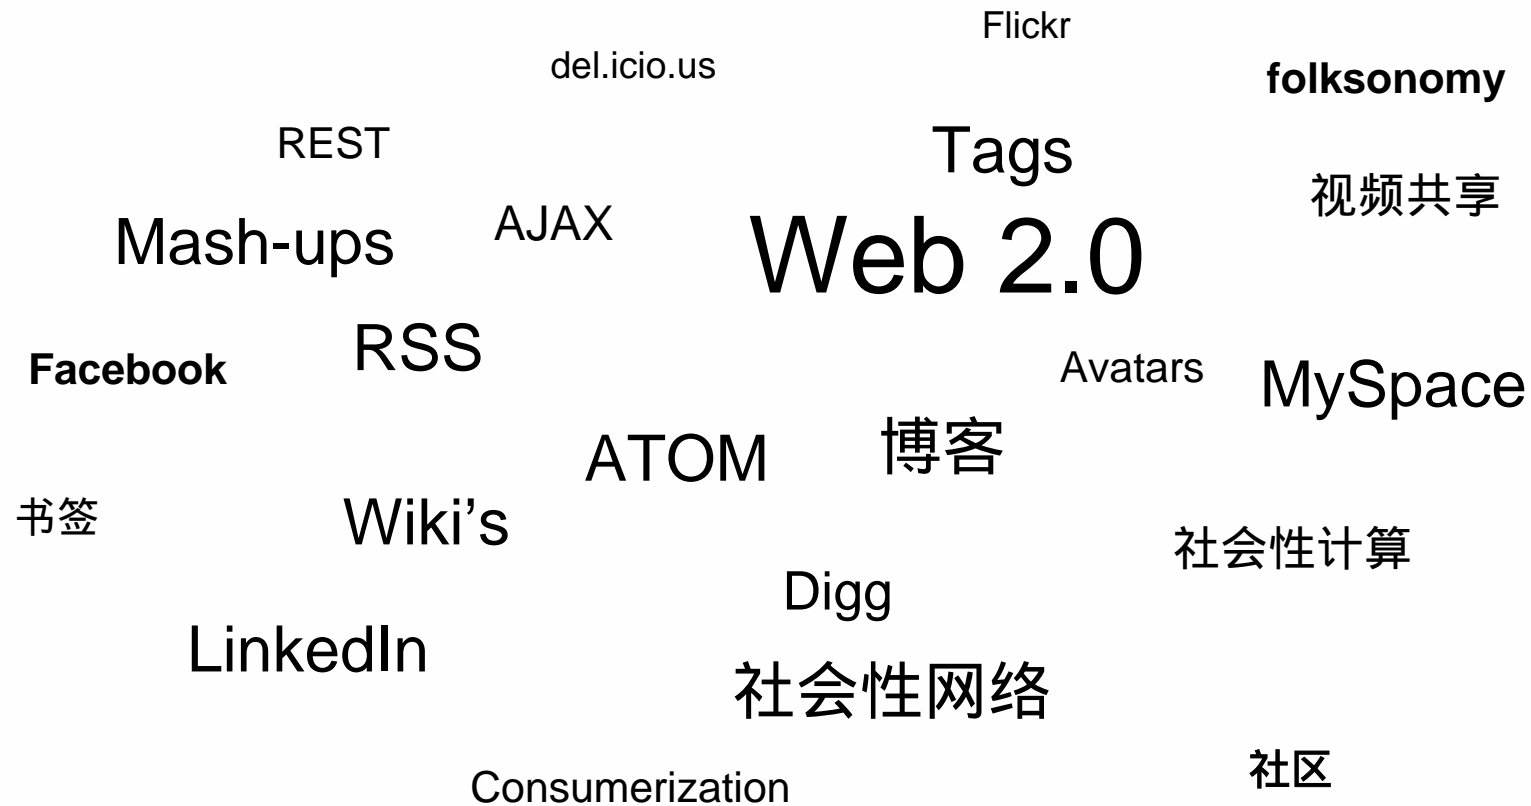 Flickr
del.icio.us
folksonomy
REST
Tags
视频共享
Mash-ups
AJAX
Web 2.0
RSS
Facebook
Avatars
MySpace
ATOM
博客
书签
Wiki’s
社会性计算
Digg
LinkedIn
社会性网络
社区
Consumerization